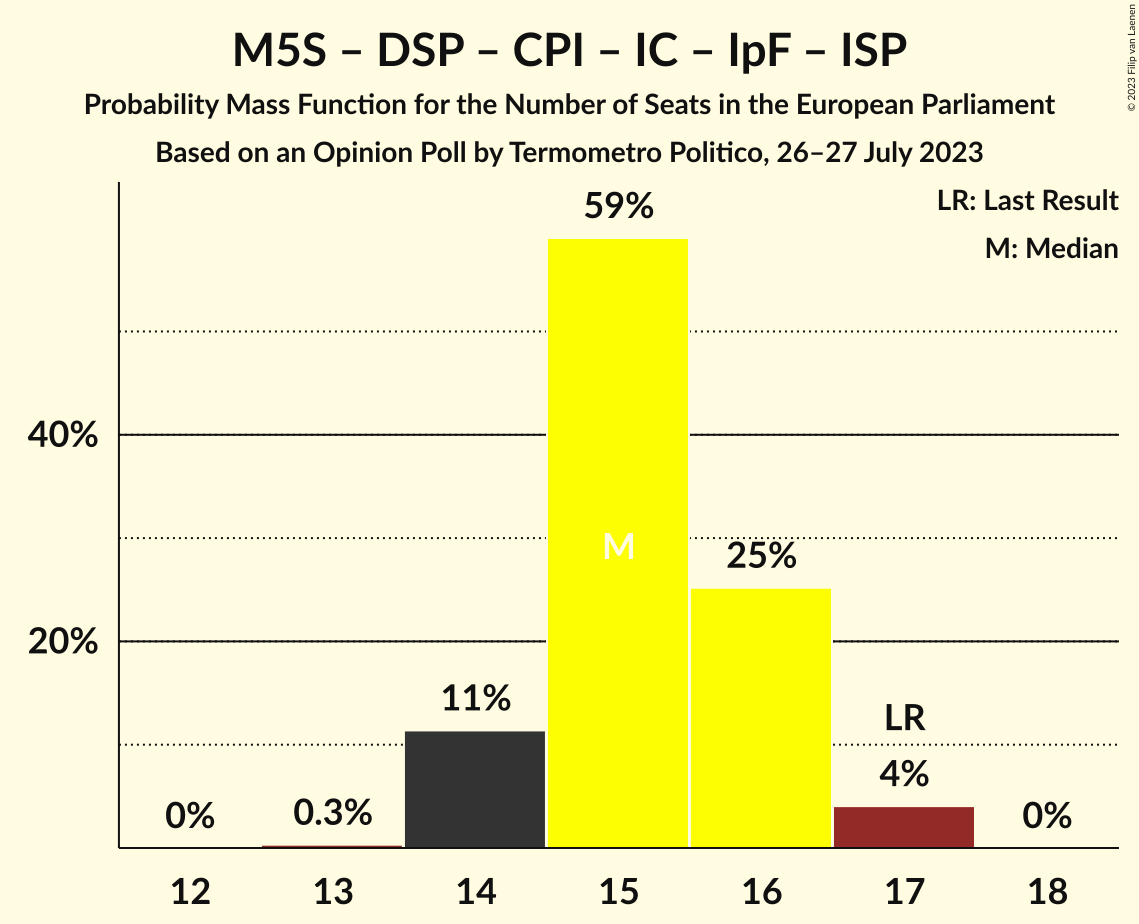 M5S – DSP – CPI – IC – IpF – ISP
Probability Mass Function for the Number of Seats in the European Parliament
Based on an Opinion Poll by Termometro Politico, 26–27 July 2023
© 2023 Filip van Laenen
LR: Last Result
M: Median
59%
40%
M
25%
20%
11%
LR
4%
0%
0.3%
0%
12 13 14 15 16 17 18